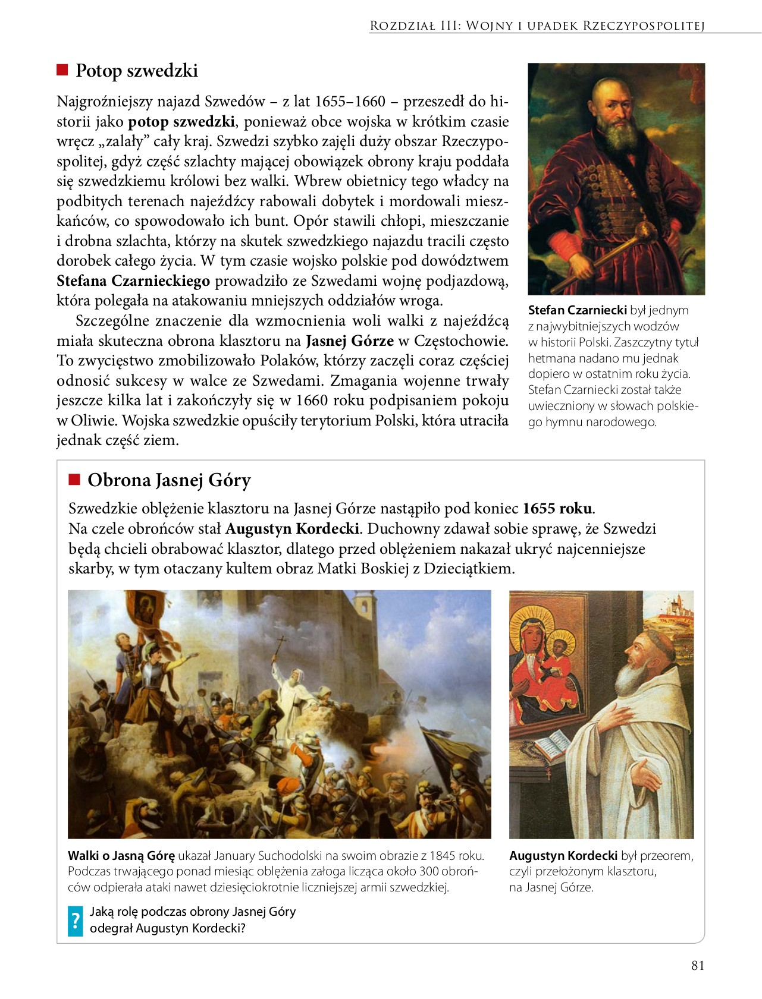 Rozdział III: Wojny i upadek Rzeczypospolitej
Potop szwedzki
Najgroźniejszy najazd Szwedów – z lat 1655–1660 – przeszedł do hi-
storii jako potop szwedzki, ponieważ obce wojska w krótkim czasie
wręcz „zalały” cały kraj. Szwedzi szybko zajęli duży obszar Rzeczypo-
spolitej, gdyż część szlachty mającej obowiązek obrony kraju poddała
się szwedzkiemu królowi bez walki. Wbrew obietnicy tego władcy na
podbitych terenach najeźdźcy rabowali dobytek i mordowali miesz-
kańców, co spowodowało ich bunt. Opór stawili chłopi, mieszczanie
i drobna szlachta, którzy na skutek szwedzkiego najazdu tracili często
dorobek całego życia. W tym czasie wojsko polskie pod dowództwem
Stefana Czarnieckiego prowadziło ze Szwedami wojnę podjazdową,
która polegała na atakowaniu mniejszych oddziałów wroga.
Szczególne znaczenie dla wzmocnienia woli walki z najeźdźcą
miała skuteczna obrona klasztoru na Jasnej Górze w Częstochowie.
To zwycięstwo zmobilizowało Polaków, którzy zaczęli coraz częściej
odnosić sukcesy w walce ze Szwedami. Zmagania wojenne trwały
jeszcze kilka lat i zakończyły się w 1660 roku podpisaniem pokoju
w Oliwie. Wojska szwedzkie opuściły terytorium Polski, która utraciła
jednak część ziem.
Stefan Czarniecki był jednym
z najwybitniejszych wodzów
w historii Polski. Zaszczytny tytuł
hetmana nadano mu jednak
dopiero w ostatnim roku życia.
Stefan Czarniecki został także
uwieczniony w słowach polskie-
go hymnu narodowego.
Obrona Jasnej Góry
Szwedzkie oblężenie klasztoru na Jasnej Górze nastąpiło pod koniec 1655 roku.
Na czele obrońców stał Augustyn Kordecki. Duchowny zdawał sobie sprawę, że Szwedzi
będą chcieli obrabować klasztor, dlatego przed oblężeniem nakazał ukryć najcenniejsze
skarby, w tym otaczany kultem obraz Matki Boskiej z Dzieciątkiem.
Walki o Jasną Górę ukazał January Suchodolski na swoim obrazie z 1845 roku.
Podczas trwającego ponad miesiąc oblężenia załoga licząca około 300 obroń-
ców odpierała ataki nawet dziesięciokrotnie liczniejszej armii szwedzkiej.
Augustyn Kordecki był przeorem,
czyli przełożonym klasztoru,
na Jasnej Górze.
?
Jaką rolę podczas obrony Jasnej Góry
odegrał Augustyn Kordecki?
81